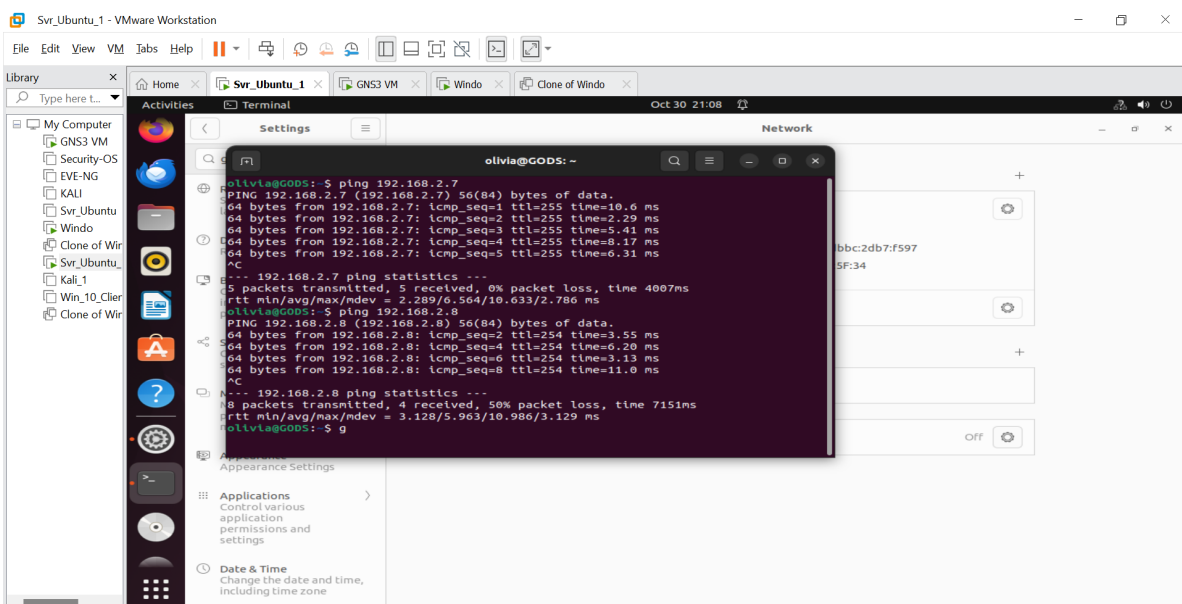 Svr_Ubuntu_1 - VMware Workstation
File Edit View VM Tabs Help
Library
Type here t...
Home
Svr_Ubuntu_1
GNS3 VM
Windo
Clone of Windo
My Computer
GNS3 VM
Security-OS
EVE-NG
KALI
Svr_Ubuntu
Windo
Clone of Wir
Svr_Ubuntu_
Kali_1
Win_10_Clier
Clone of Wir
Activities
Terminal
Oct 30 21:08
Settings
Network
olivia@GODS: ~
olivia@GODS:~$ ping 192.168.2.7
PING 192.168.2.7 (192.168.2.7) 56(84) bytes of data.
64 bytes from 192.168.2.7: icmp_seq=1 ttl=255 time=10.6 ms
64 bytes from 192.168.2.7: icmp_seq=2 ttl=255 time=2.29 ms
64 bytes from 192.168.2.7: icmp_seq=3 ttl=255 time=5.41 ms
64 bytes from 192.168.2.7: icmp_seq=4 ttl=255 time=8.17 ms
64 bytes from 192.168.2.7: icmp_seq=5 ttl=255 time=6.31 ms
^C
--- 192.168.2.7 ping statistics ---
5 packets transmitted, 5 received, 0% packet loss, time 4007ms
rtt min/avg/max/mdev = 2.289/6.564/10.633/2.786 ms
olivia@GODS:~$ ping 192.168.2.8
PING 192.168.2.8 (192.168.2.8) 56(84) bytes of data.
64 bytes from 192.168.2.8: icmp_seq=2 ttl=254 time=3.55 ms
64 bytes from 192.168.2.8: icmp_seq=4 ttl=254 time=6.20 ms
64 bytes from 192.168.2.8: icmp_seq=6 ttl=254 time=3.13 ms
64 bytes from 192.168.2.8: icmp_seq=8 ttl=254 time=11.0 ms
^C
--- 192.168.2.8 ping statistics ---
8 packets transmitted, 4 received, 50% packet loss, time 7151ms
rtt min/avg/max/mdev = 3.128/5.963/10.986/3.129 ms
olivia@GODS:~$ g
bbc:2db7:f597
5F:34
Off
Appearance Settings
Applications
Control various
application
permissions and
settings
Date & Time
Change the date and time,
including time zone